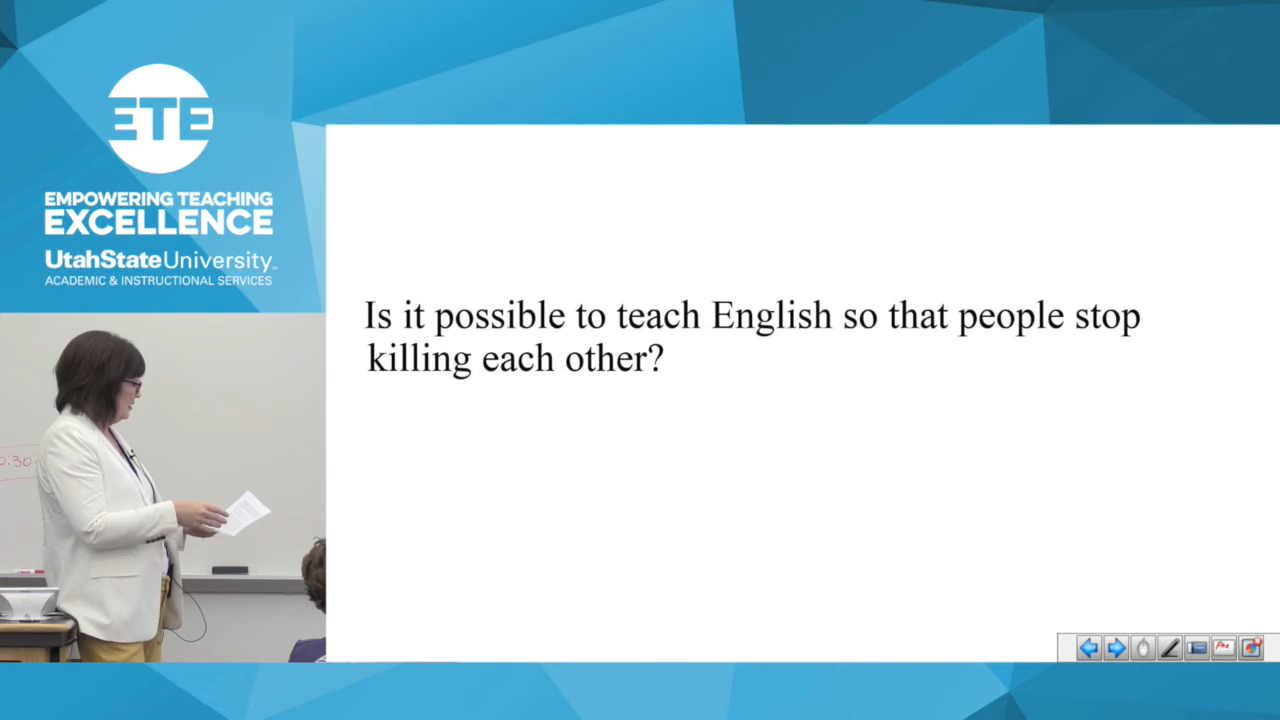 ETE
EMPOWERING TEACHING
EXCELLENCE
UtahStateUniversity
ACADEMIC & INSTRUCTIONAL SERVICES
Is it possible to teach English so that people stop
killing each other?
:30